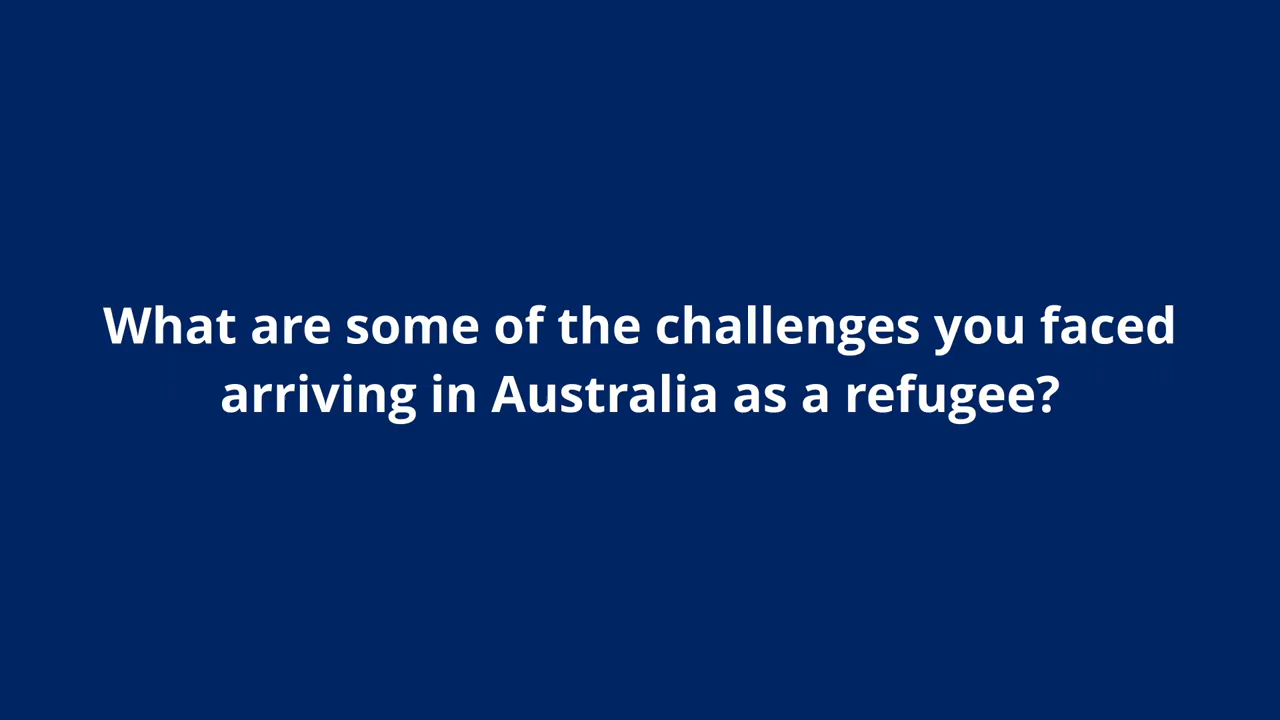 What are some of the challenges you faced
arriving in Australia as a refugee?